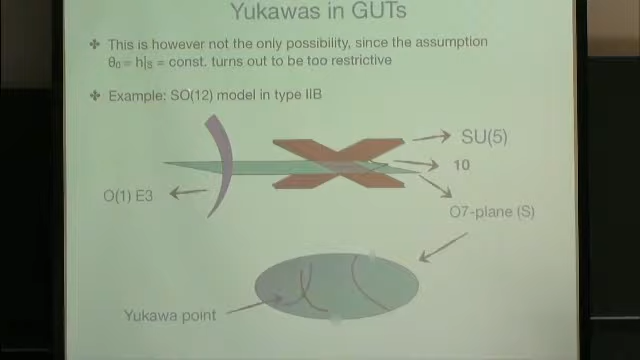 Yukawas in GUTs
This is however not the only possibility, since the assumption
θ₀ = h|s = const. turns out to be too restrictive
Example: SO(12) model in type IIB
SU(5)
10
O(1) E3
O7-plane (S)
Yukawa point